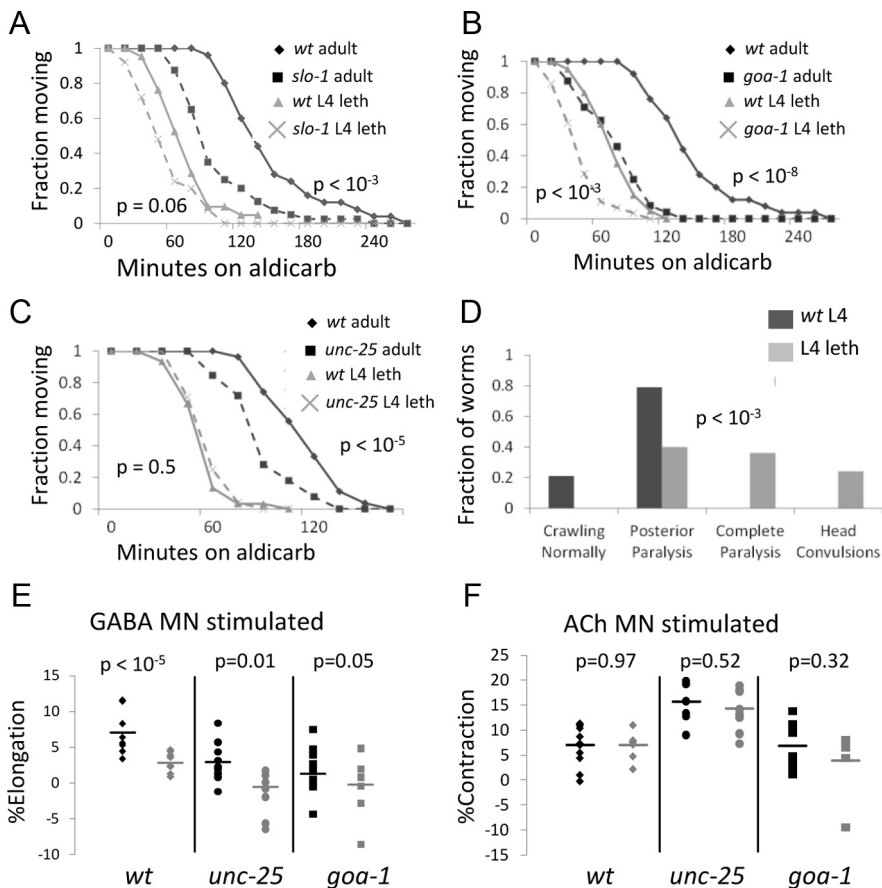 A
Fraction moving
1
0.8
0.6
0.4
0.2
0
wt adult
slo-1 adult
wt L4 leth
slo-1 L4 leth
p < 10-3
p = 0.06
0 60 120 180 240
Minutes on aldicarb
B
Fraction moving
1
0.8
0.6
0.4
0.2
0
wt adult
goa-1 adult
wt L4 leth
goa-1 L4 leth
p < 10-8
p < 10-3
0 60 120 180 240
Minutes on aldicarb
C
Fraction moving
1
0.8
0.6
0.4
0.2
0
wt adult
unc-25 adult
wt L4 leth
unc-25 L4 leth
p < 10-5
p = 0.5
0 60 120
Minutes on aldicarb
D
wt L4
L4 leth
Fraction of worms
1
0.8
0.6
0.4
0.2
0
p < 10-3
Crawling Normally
Posterior Paralysis
Complete Paralysis
Head Convulsions
E
GABA MN stimulated
p < 10-5 p=0.01 p=0.05
%Elongation
15
10
5
0
-5
-10
wt unc-25 goa-1
F
ACh MN stimulated
p=0.97 p=0.52 p=0.32
%Contraction
25
20
15
10
5
0
-5
-10
-15
wt unc-25 goa-1